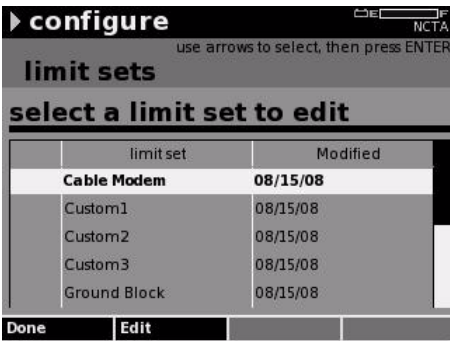 configure
E F
NCTA
use arrows to select, then press ENTER
limit sets
select a limit set to edit
limit set Modified
Cable Modem 08/15/08
Custom1 08/15/08
Custom2 08/15/08
Custom3 08/15/08
Ground Block 08/15/08
Done Edit